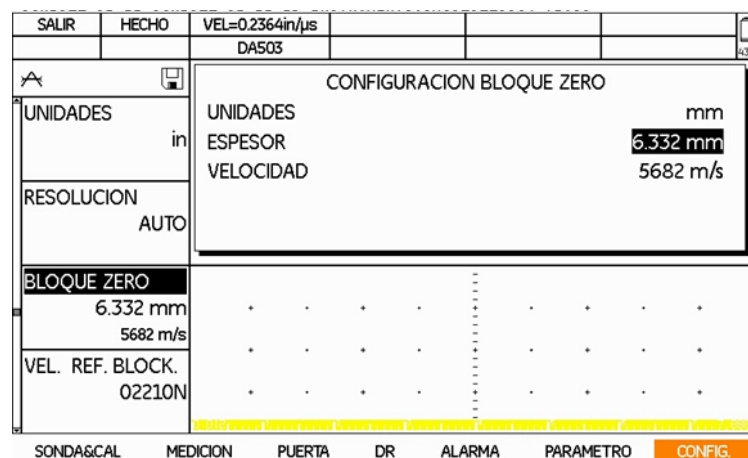 SALIR HECHO VEL=0.2364in/µs
DA503
CONFIGURACION BLOQUE ZERO
UNIDADES mm
ESPESOR 6.332 mm
VELOCIDAD 5682 m/s
UNIDADES
in
RESOLUCION
AUTO
BLOQUE ZERO
6.332 mm
5682 m/s
VEL. REF. BLOCK.
02210N
SONDA&CAL MEDICION PUERTA DR ALARMA PARAMETRO CONFIG.